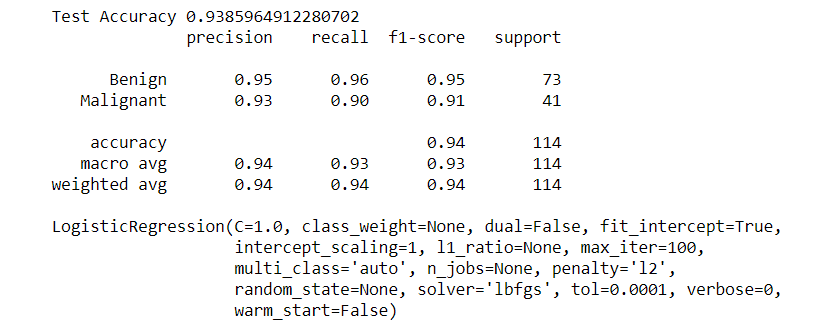 Test Accuracy 0.9385964912280702
precision recall f1-score support
Benign 0.95 0.96 0.95 73
Malignant 0.93 0.90 0.91 41
accuracy 0.94 114
macro avg 0.94 0.93 0.93 114
weighted avg 0.94 0.94 0.94 114
LogisticRegression(C=1.0, class_weight=None, dual=False, fit_intercept=True,
intercept_scaling=1, l1_ratio=None, max_iter=100,
multi_class='auto', n_jobs=None, penalty='l2',
random_state=None, solver='lbfgs', tol=0.0001, verbose=0,
warm_start=False)